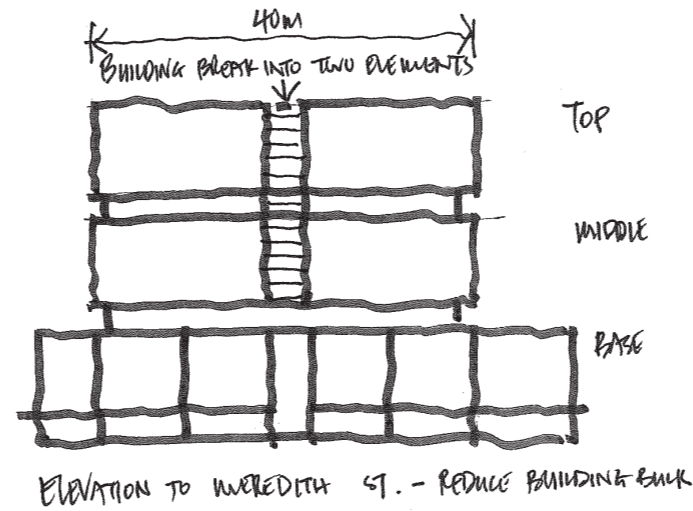 40m
BUILDING BREAK INTO TWO ELEMENTS
TOP
MIDDLE
BASE
ELEVATION TO MEREDITH ST. - REDUCE BUILDING BULK